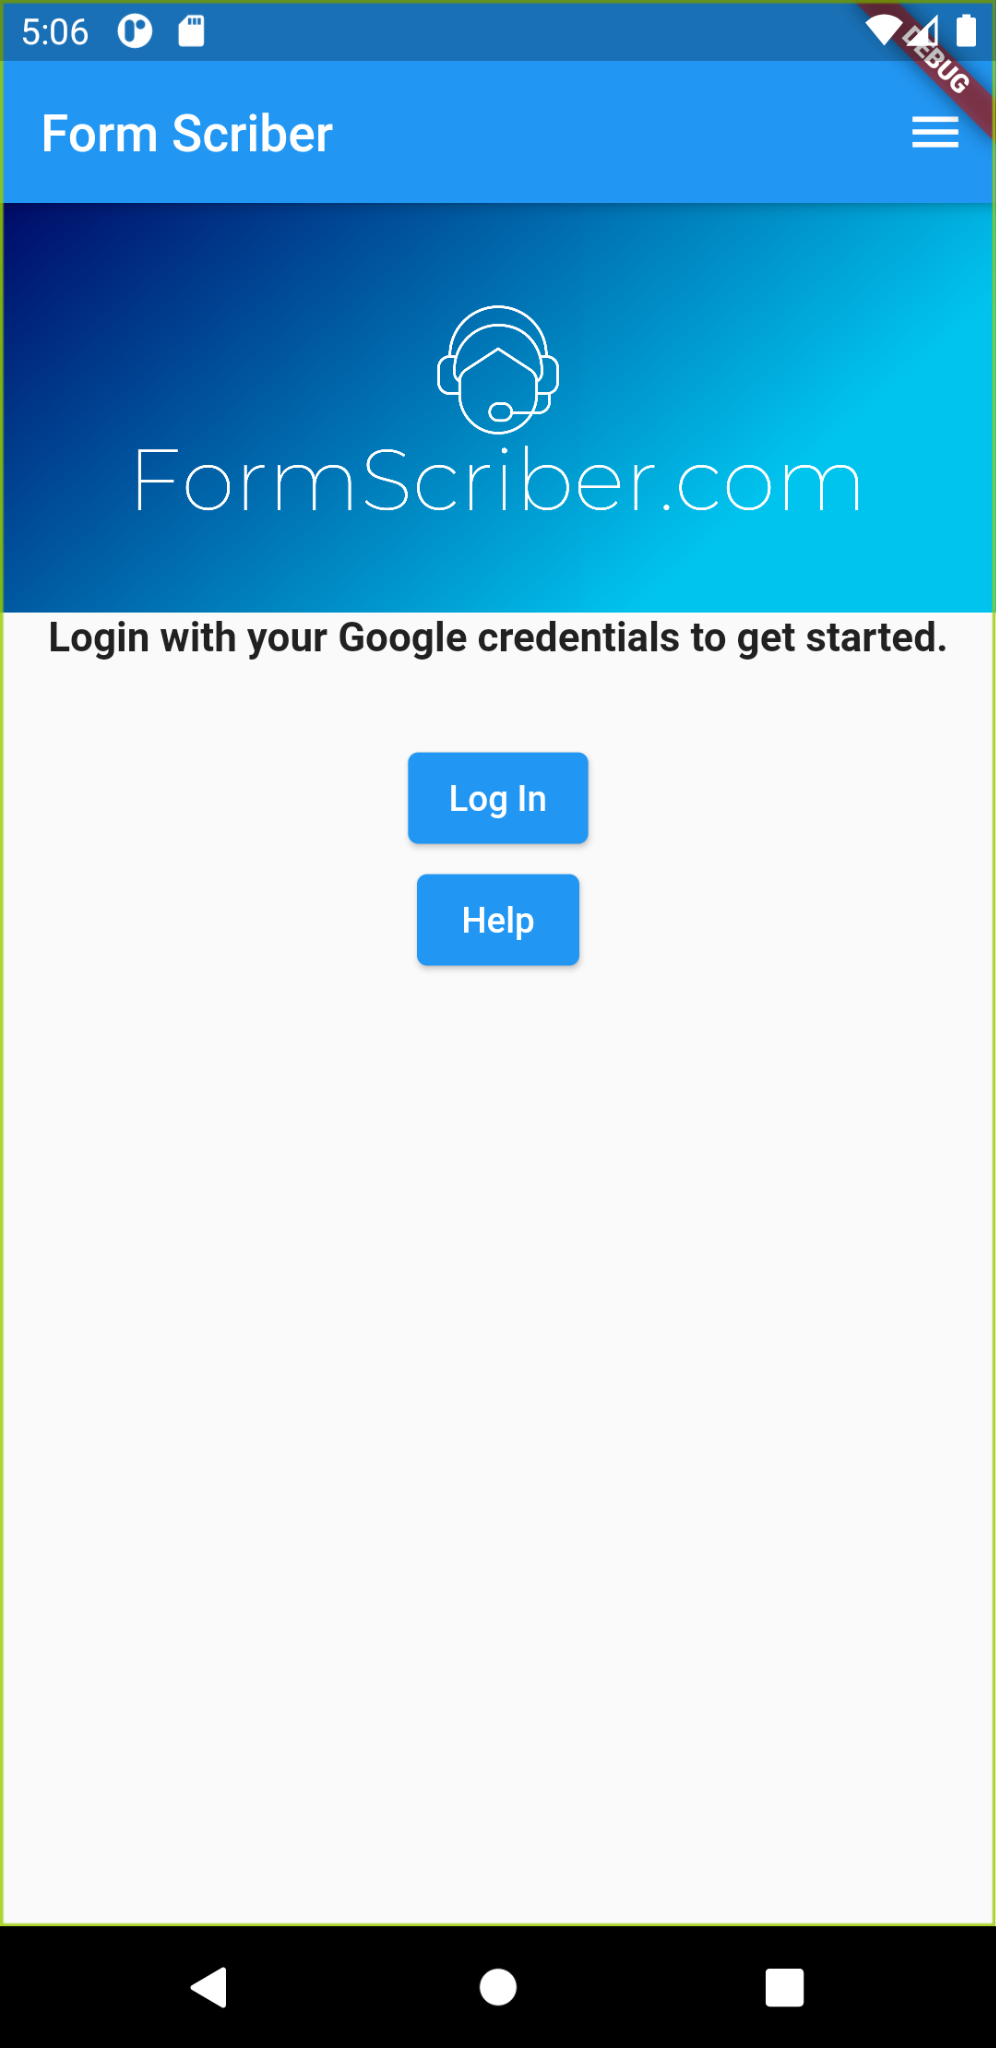 5:06
DEBUG
Form Scriber
FormScriber.com
Login with your Google credentials to get started.
Log In
Help